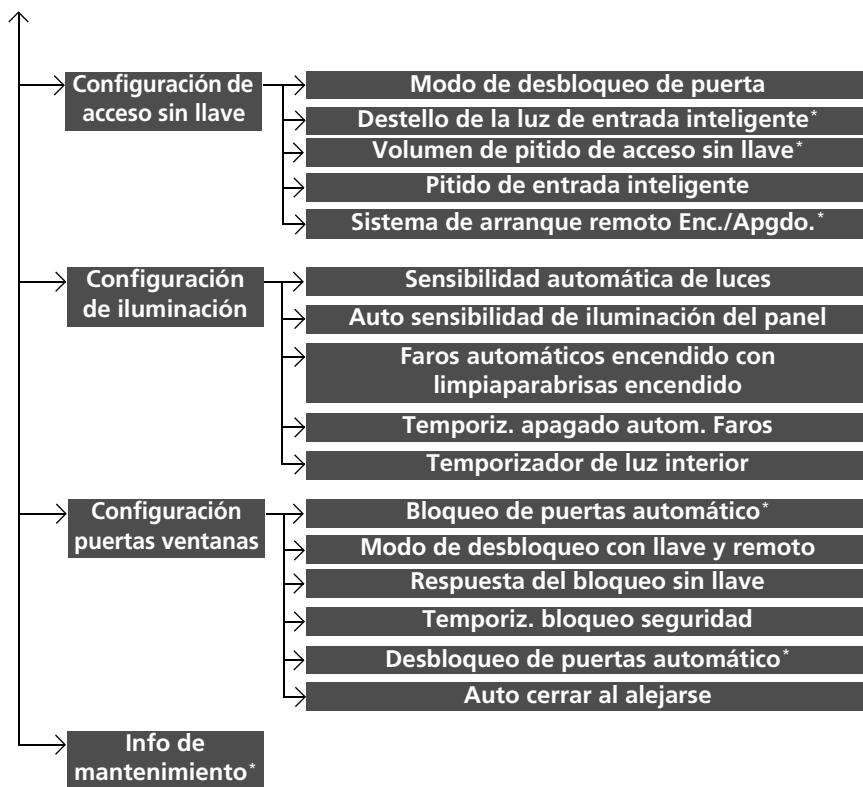 Configuración de
acceso sin llave
Modo de desbloqueo de puerta
Destello de la luz de entrada inteligente*
Volumen de pitido de acceso sin llave*
Pitido de entrada inteligente
Sistema de arranque remoto Enc./Apgdo.*
Configuración
de iluminación
Sensibilidad automática de luces
Auto sensibilidad de iluminación del panel
Faros automáticos encendido con
limpiaparabrisas encendido
Temporiz. apagado autom. Faros
Temporizador de luz interior
Configuración
puertas ventanas
Bloqueo de puertas automático*
Modo de desbloqueo con llave y remoto
Respuesta del bloqueo sin llave
Temporiz. bloqueo seguridad
Desbloqueo de puertas automático*
Auto cerrar al alejarse
Info de
mantenimiento*